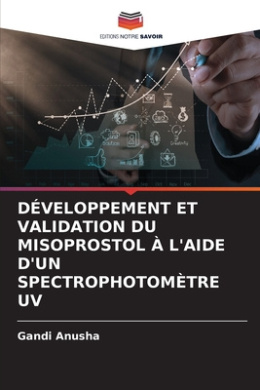 EDITIONS NOTRE SAVOIR
DÉVELOPPEMENT ET
VALIDATION DU
MISOPROSTOL À L'AIDE
D'UN
SPECTROPHOTOMÈTRE
UV
Gandi Anusha